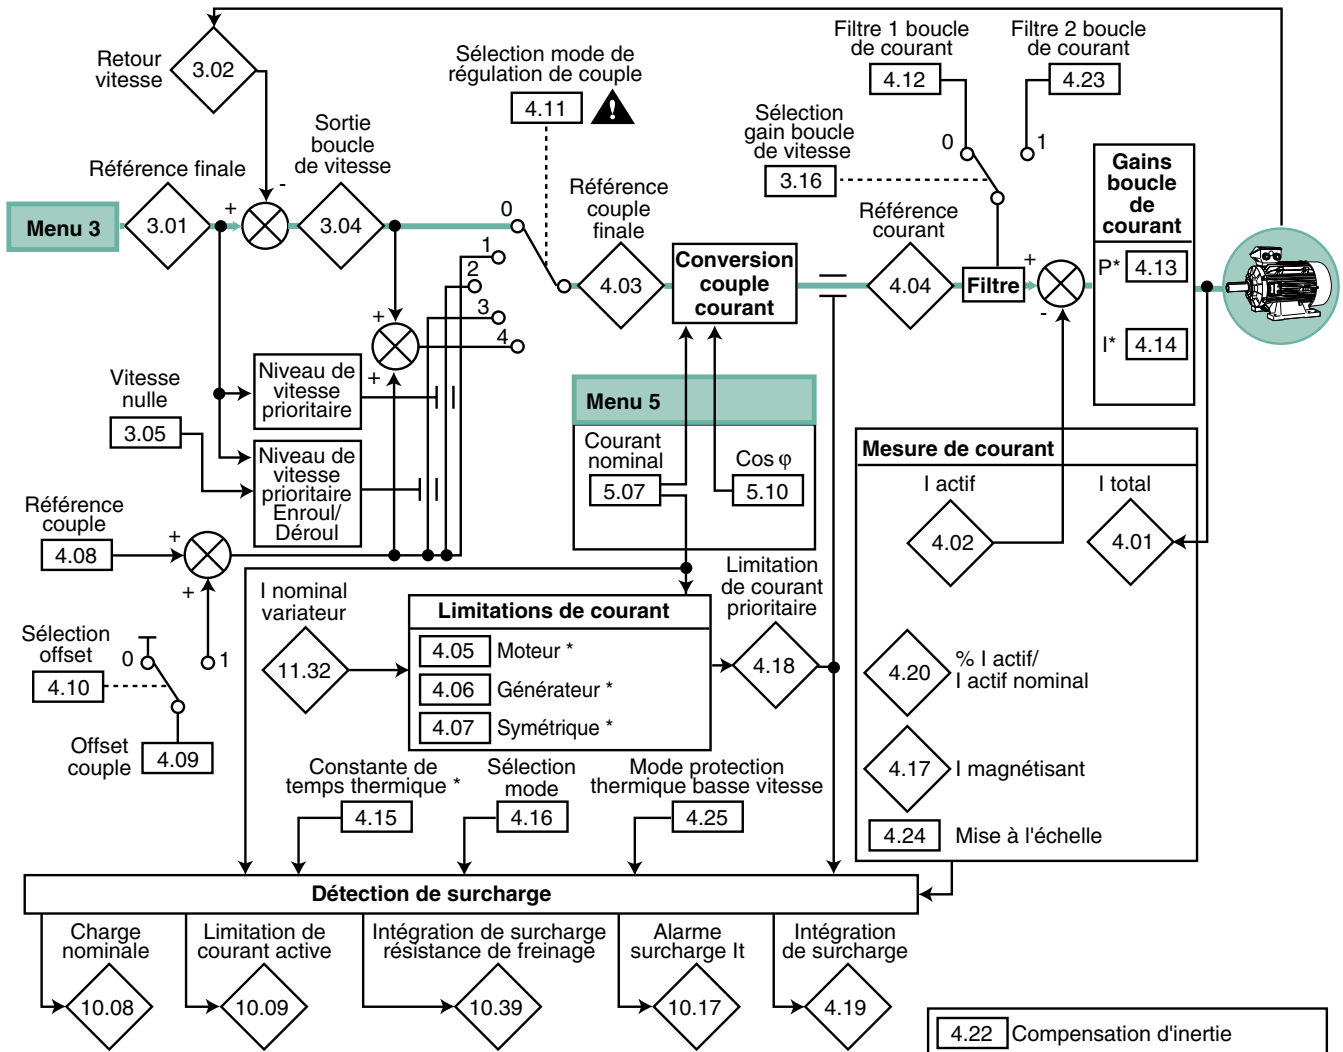 Retour
vitesse
3.02
Sélection mode de
régulation de couple
4.11
Filtre 1 boucle
de courant
4.12
Filtre 2 boucle
de courant
4.23
Sélection
gain boucle
de vitesse
3.16
0
1
Référence finale
Menu 3
3.01
+
-
Sortie
boucle
de vitesse
3.04
0
1
2
3
4
Référence
couple
finale
4.03
Conversion
couple
courant
Référence
courant
4.04
Filtre
+
-
Gains
boucle
de
courant
P* 4.13
I* 4.14
+
+
Vitesse
nulle
3.05
Niveau de
vitesse
prioritaire
Niveau de
vitesse
prioritaire
Enroul/
Déroul
Menu 5
Courant
nominal
5.07
Cos φ
5.10
Référence
couple
4.08
+
+
Sélection
offset
4.10
0
1
Offset
couple
4.09
I nominal
variateur
11.32
Limitations de courant
4.05 Moteur *
4.06 Générateur *
4.07 Symétrique *
Limitation
de courant
prioritaire
4.18
Mesure de courant
I actif
4.02
I total
4.01
4.20
% I actif/
I actif nominal
4.17 I magnétisant
4.24 Mise à l'échelle
Constante de
temps thermique *
4.15
Sélection
mode
4.16
Mode protection
thermique basse vitesse
4.25
Détection de surcharge
Charge
nominale
10.08
Limitation de
courant active
10.09
Intégration de surcharge
résistance de freinage
10.39
Alarme
surcharge It
10.17
Intégration
de surcharge
4.19
4.22 Compensation d'inertie